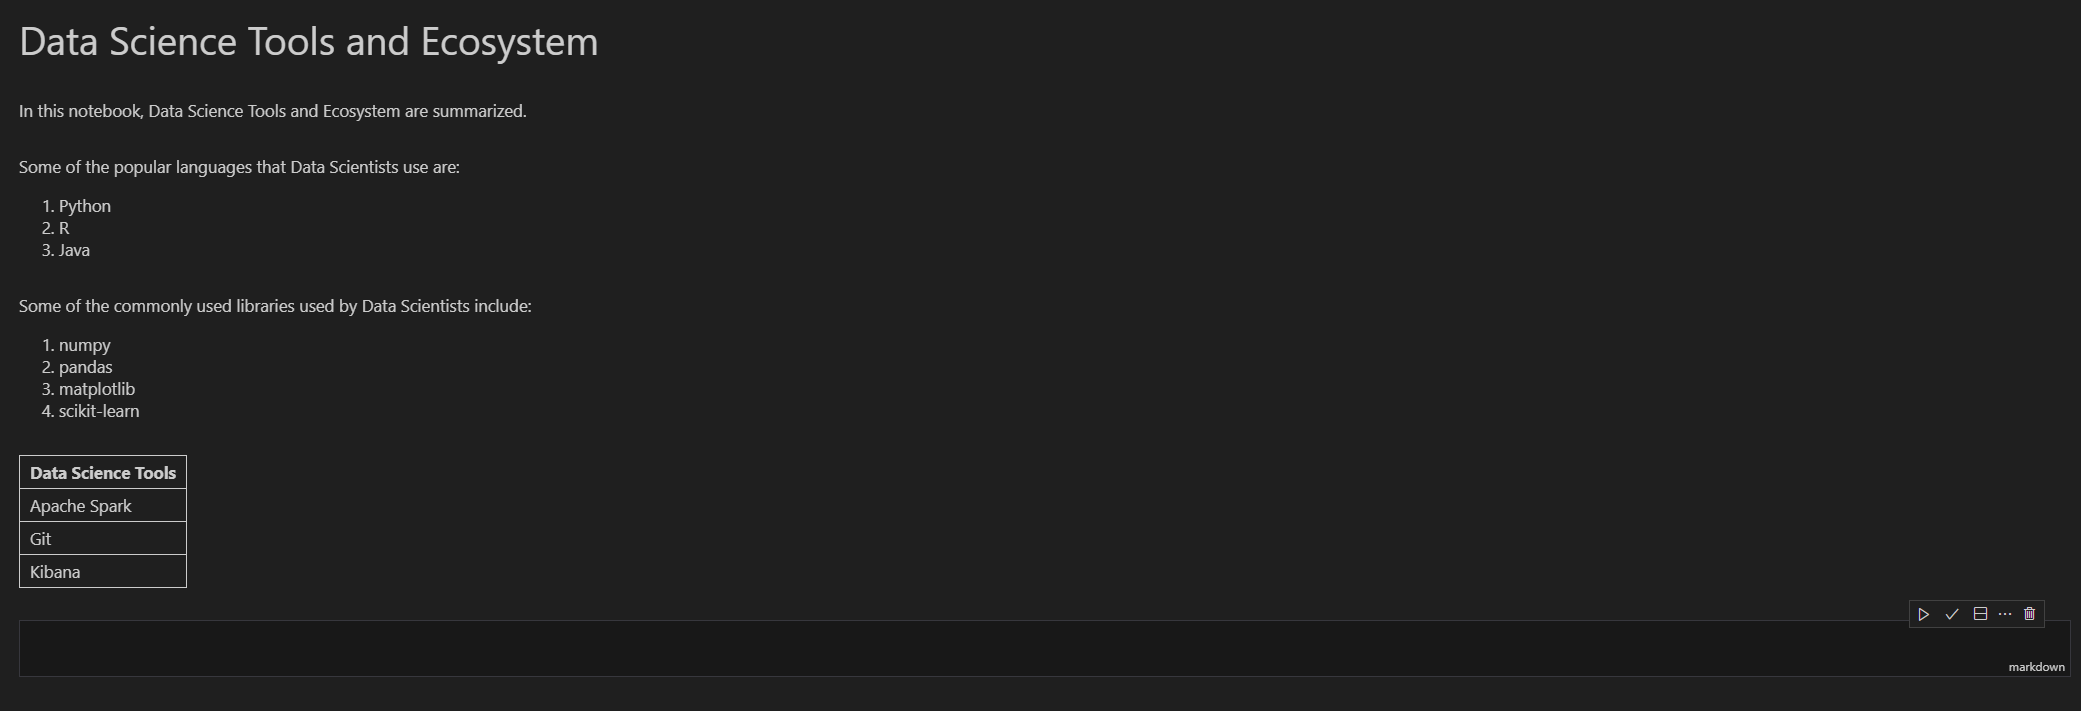 Data Science Tools and Ecosystem
In this notebook, Data Science Tools and Ecosystem are summarized.
Some of the popular languages that Data Scientists use are:
1. Python
2. R
3. Java
Some of the commonly used libraries used by Data Scientists include:
1. numpy
2. pandas
3. matplotlib
4. scikit-learn
Data Science Tools
Apache Spark
Git
Kibana
markdown